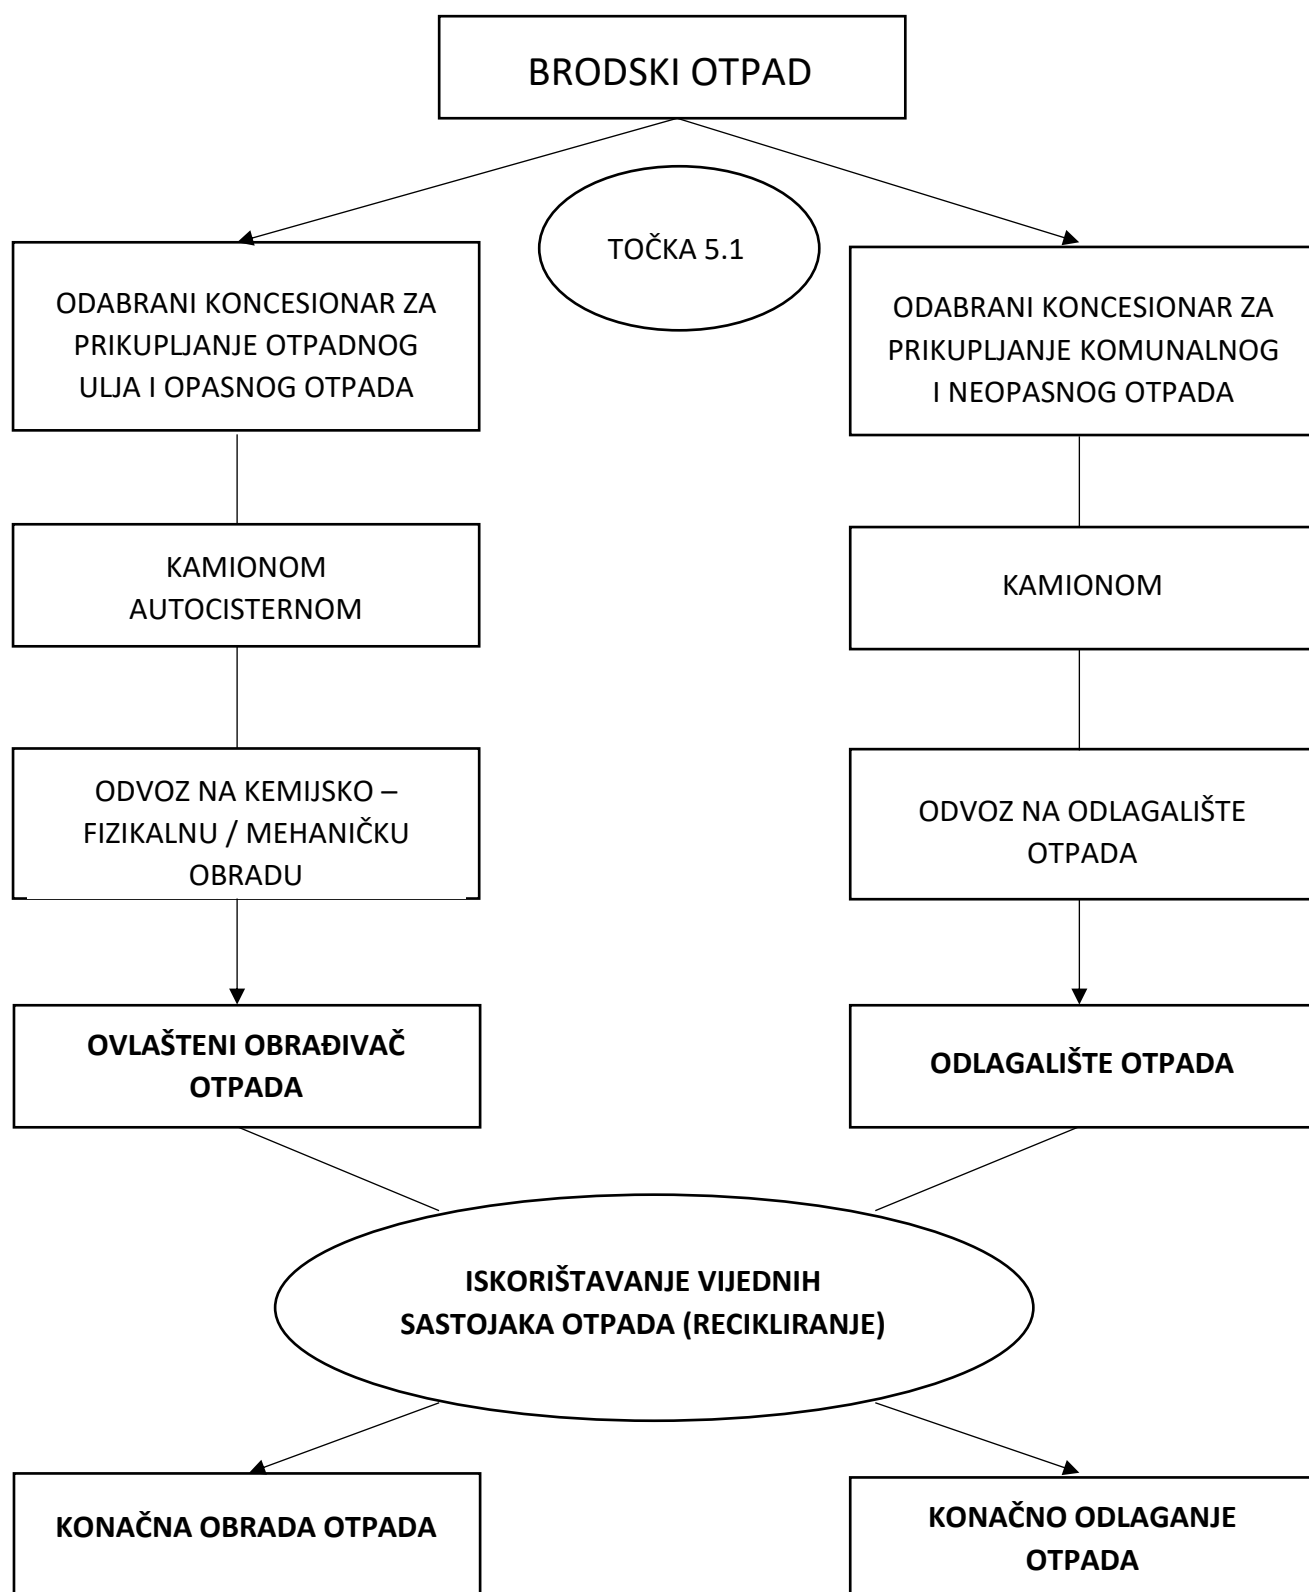 BRODSKI OTPAD
TOČKA 5.1
ODABRANI KONCESIONAR ZA
PRIKUPLJANJE OTPADNOG
ULJA I OPASNOG OTPADA
ODABRANI KONCESIONAR ZA
PRIKUPLJANJE KOMUNALNOG
I NEOPASNOG OTPADA
KAMIONOM
AUTOCISTERNOM
KAMIONOM
ODVOZ NA KEMIJSKO –
FIZIKALNU / MEHANIČKU
OBRADU
ODVOZ NA ODLAGALIŠTE
OTPADA
OVLAŠTENI OBRAĐIVAČ
OTPADA
ODLAGALIŠTE OTPADA
ISKORIŠTAVANJE VIJEDNIH
SASTOJAKA OTPADA (RECIKLIRANJE)
KONAČNA OBRADA OTPADA
KONAČNO ODLAGANJE
OTPADA